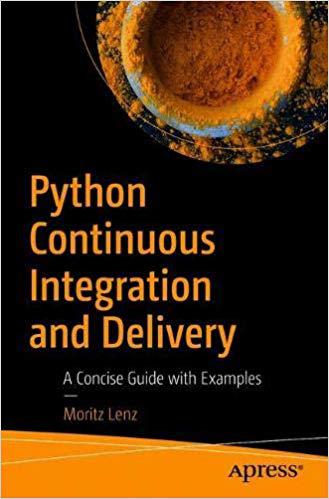 Python
Continuous
Integration
and Delivery
A Concise Guide with Examples
—
Moritz Lenz
Apress®